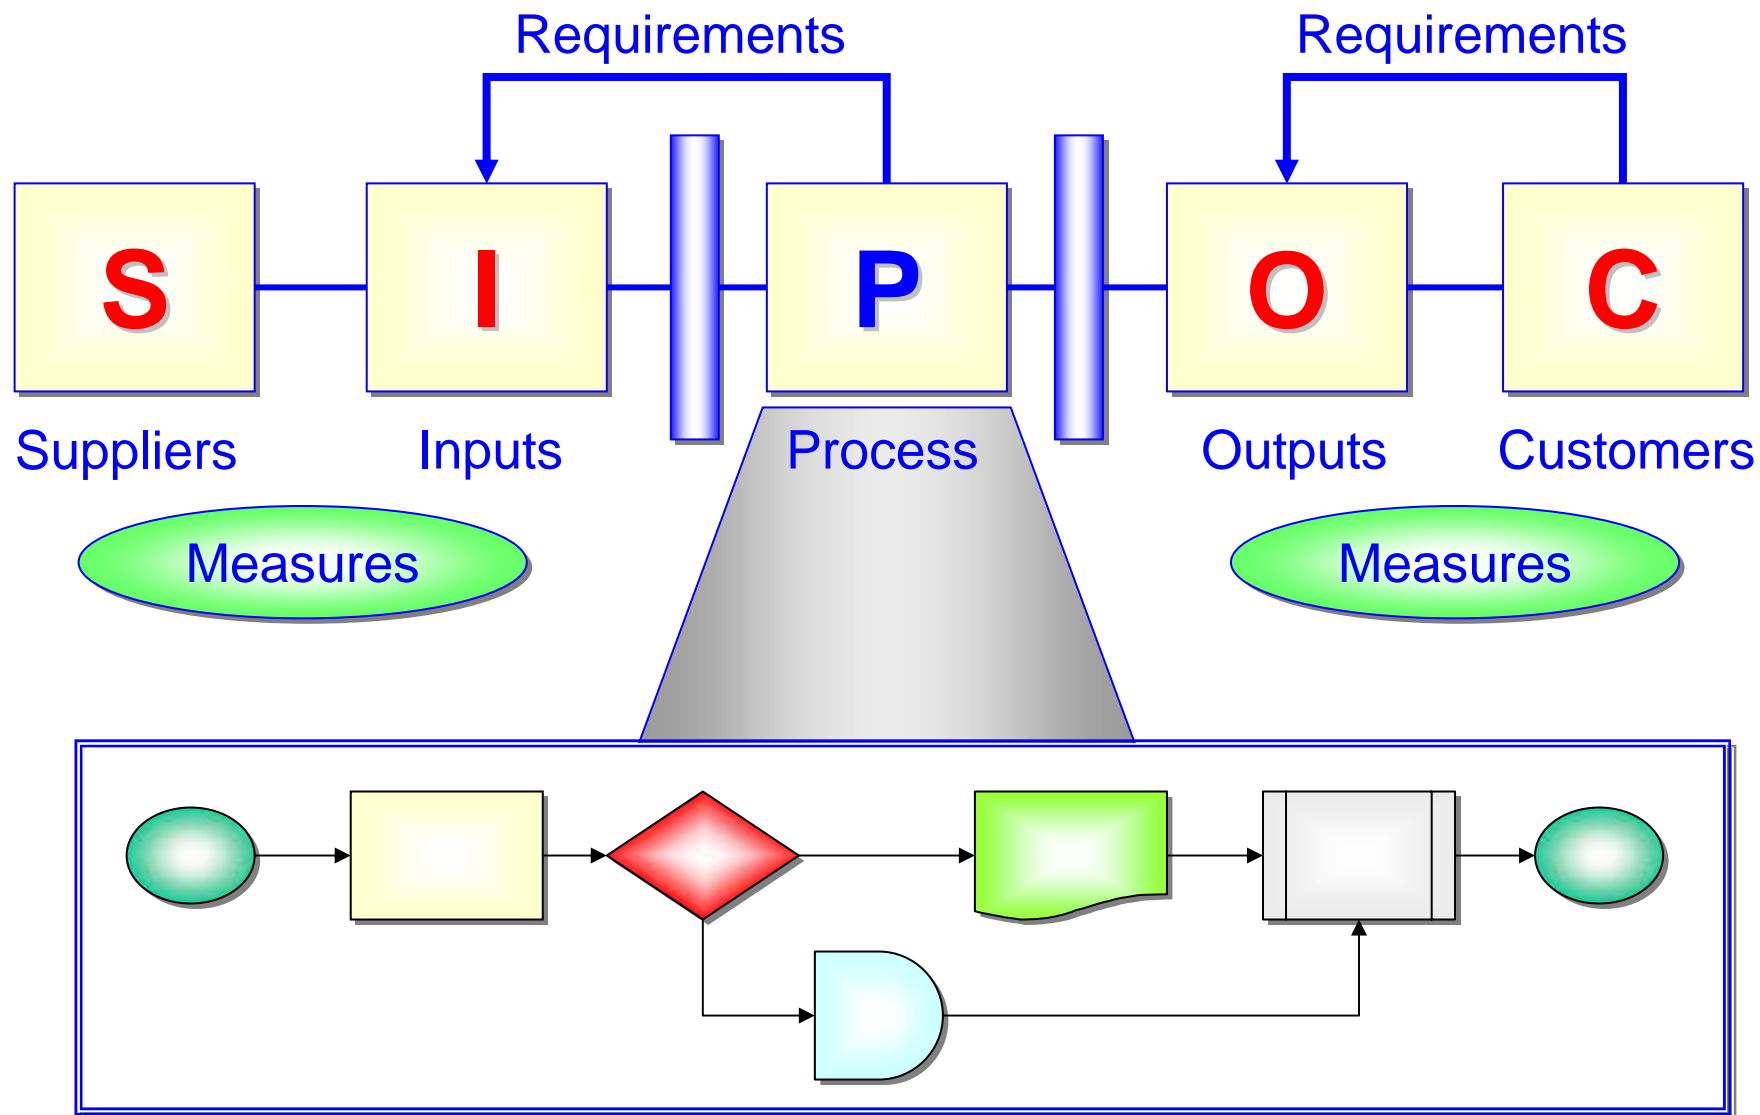 Requirements Requirements
S I P O C
Suppliers Inputs Process Outputs Customers
Measures Measures